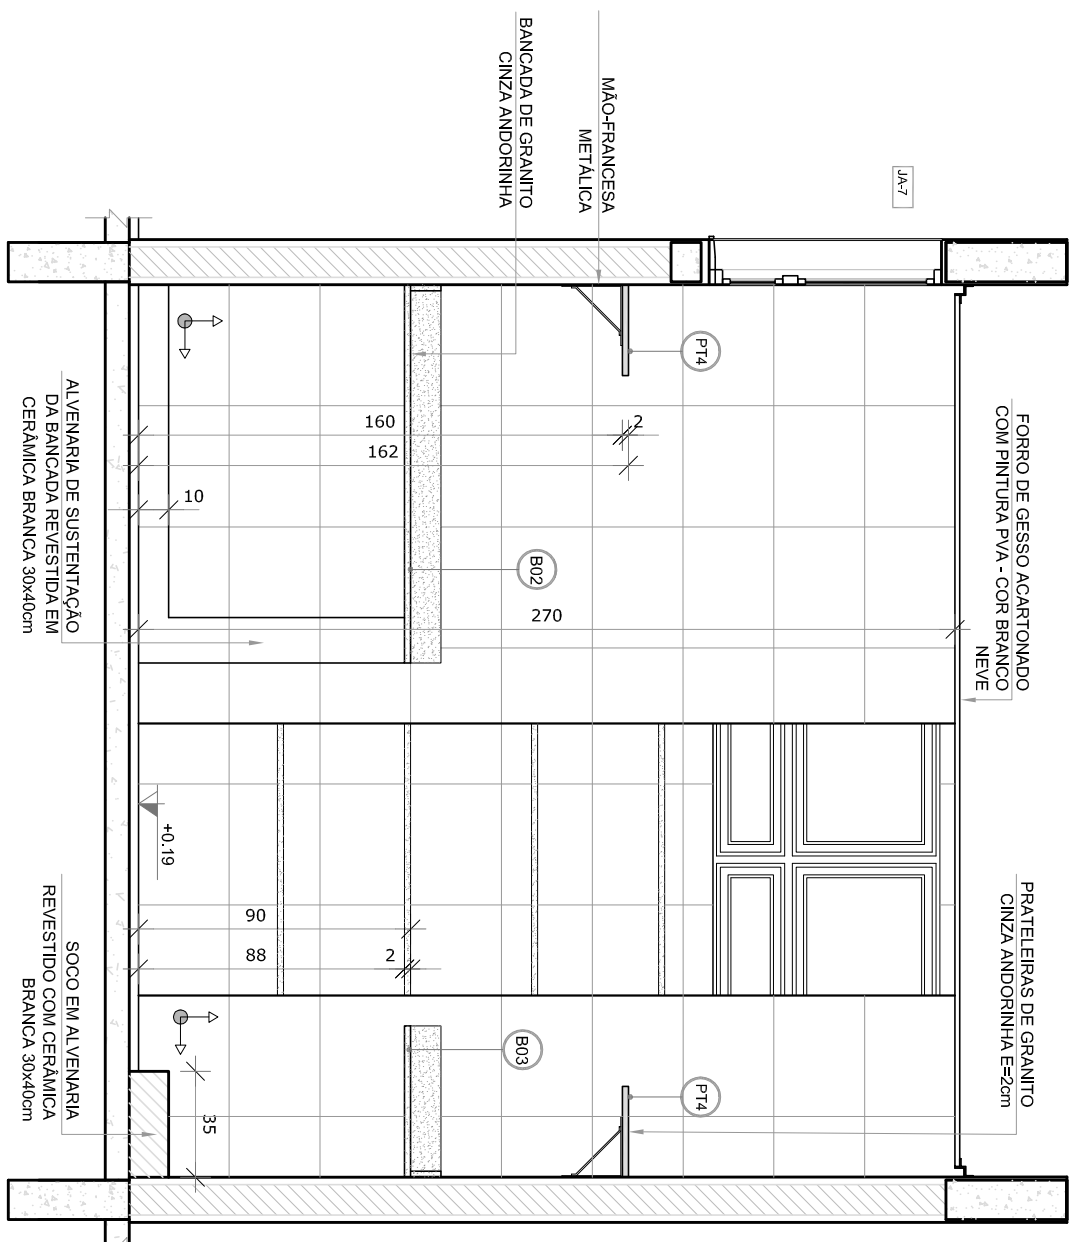 JA-7
MÃO-FRANCESA
METÁLICA
BANCADA DE GRANITO
CINZA ANDORINHA
FORRO DE GESSO ACARTONADO
COM PINTURA PVA - COR BRANCO
NEVE
PRATELEIRAS DE GRANITO
CINZA ANDORINHA E=2cm
PT4
PT4
B02
B03
160
2
162
10
270
90
88
2
+0.19
35
ALVENARIA DE SUSTENTAÇÃO
DA BANCADA REVESTIDA EM
CERÂMICA BRANCA 30x40cm
SOCO EM ALVENARIA
REVESTIDO COM CERÂMICA
BRANCA 30x40cm